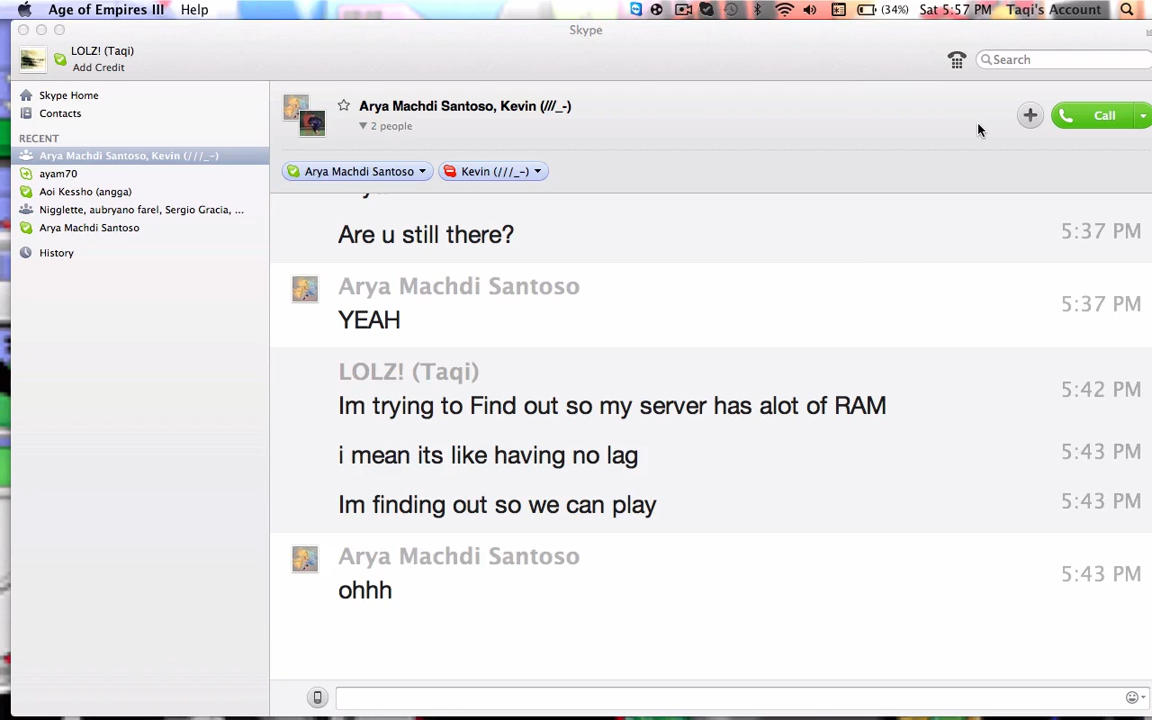 Age of Empires III Help (34%) Sat 5:57 PM Taqi's Account
Skype
LOLZ! (Taqi)
Add Credit
Search
Skype Home
Contacts
RECENT
Arya Machdi Santoso, Kevin (///_-)
ayam70
Aoi Kessho (angga)
Nigglette, aubryano farel, Sergio Gracia, ...
Arya Machdi Santoso
History
Arya Machdi Santoso, Kevin (///_-)
2 people
Call
Arya Machdi Santoso Kevin (///_-)
Are u still there? 5:37 PM
Arya Machdi Santoso
YEAH 5:37 PM
LOLZ! (Taqi)
Im trying to Find out so my server has alot of RAM 5:42 PM
i mean its like having no lag 5:43 PM
Im finding out so we can play 5:43 PM
Arya Machdi Santoso
ohhh 5:43 PM